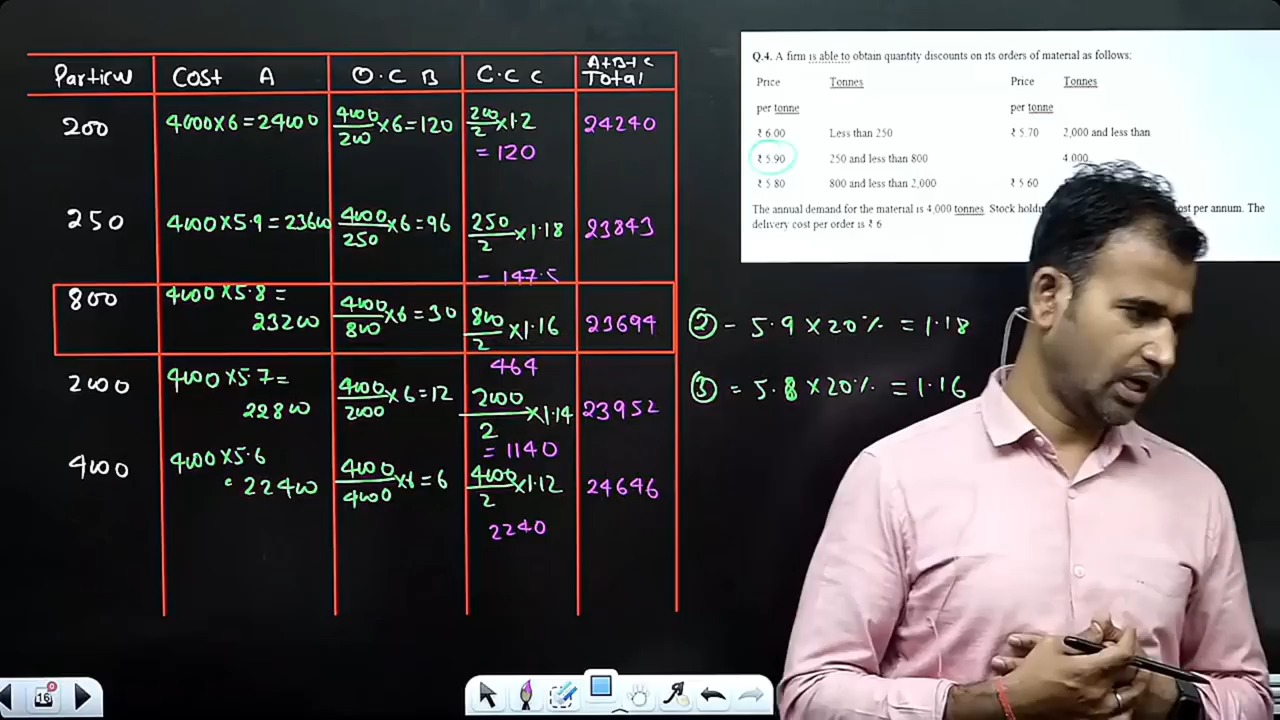 Particu
Cost A
O.C B
C.C C
A+B+C
Total
200
4000×6=24000
4000/200×6=120
200/2×1.2
=120
24240
250
4000×5.9=23600
4000/250×6=96
250/2×1.18
=147.5
23843
800
4000×5.8=
23200
4000/800×6=30
800/2×1.16
464
23694
2000
4000×5.7=
22800
4000/2000×6=12
2000/2×1.14
=1140
23952
4000
4000×5.6
22400
4000/4000×6=6
4000/2×1.12
2240
24646
Q.4. A firm is able to obtain quantity discounts on its orders of material as follows:
Price Tonnes Price Tonnes
per tonne per tonne
₹ 6.00 Less than 250 ₹ 5.70 2,000 and less than
₹ 5.90 250 and less than 800 4,000
₹ 5.80 800 and less than 2,000 ₹ 5.60
The annual demand for the material is 4,000 tonnes. Stock cost per annum. The
delivery cost per order is ₹ 6
② - 5.9×20% = 1.18
③ = 5.8×20% = 1.16
16